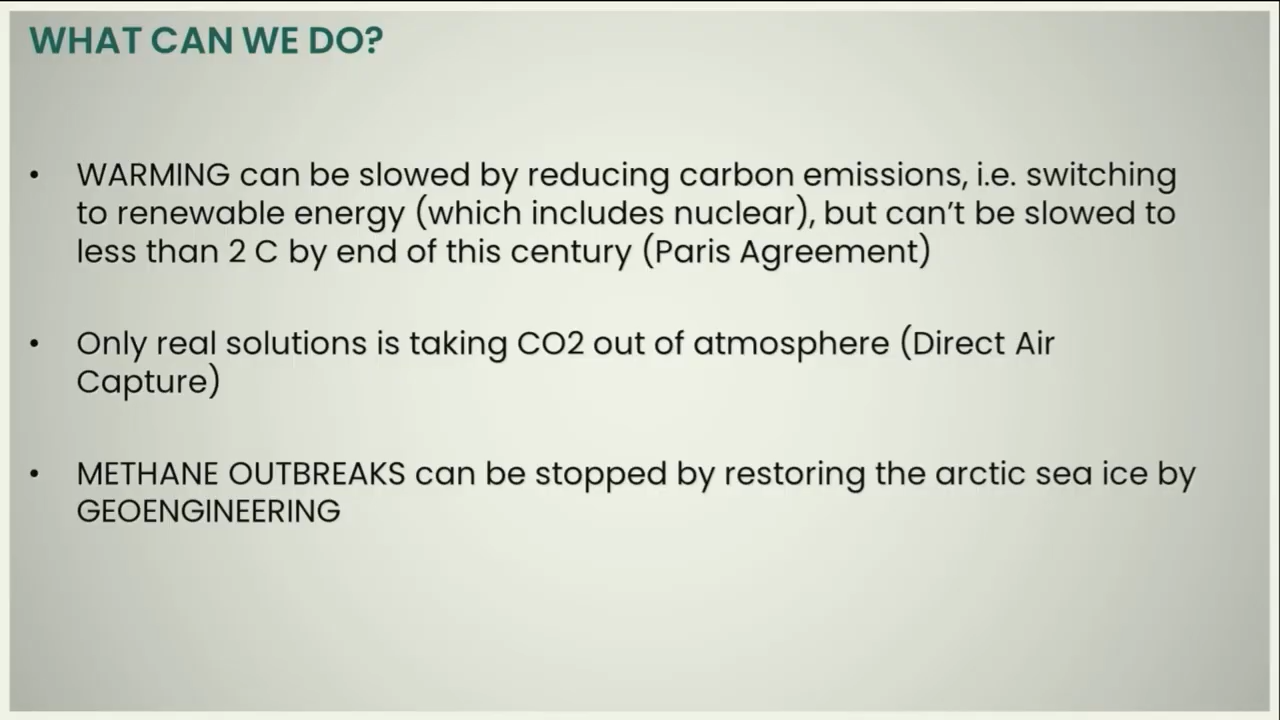 WHAT CAN WE DO?
• WARMING can be slowed by reducing carbon emissions, i.e. switching
to renewable energy (which includes nuclear), but can't be slowed to
less than 2 C by end of this century (Paris Agreement)
• Only real solutions is taking CO2 out of atmosphere (Direct Air
Capture)
• METHANE OUTBREAKS can be stopped by restoring the arctic sea ice by
GEOENGINEERING